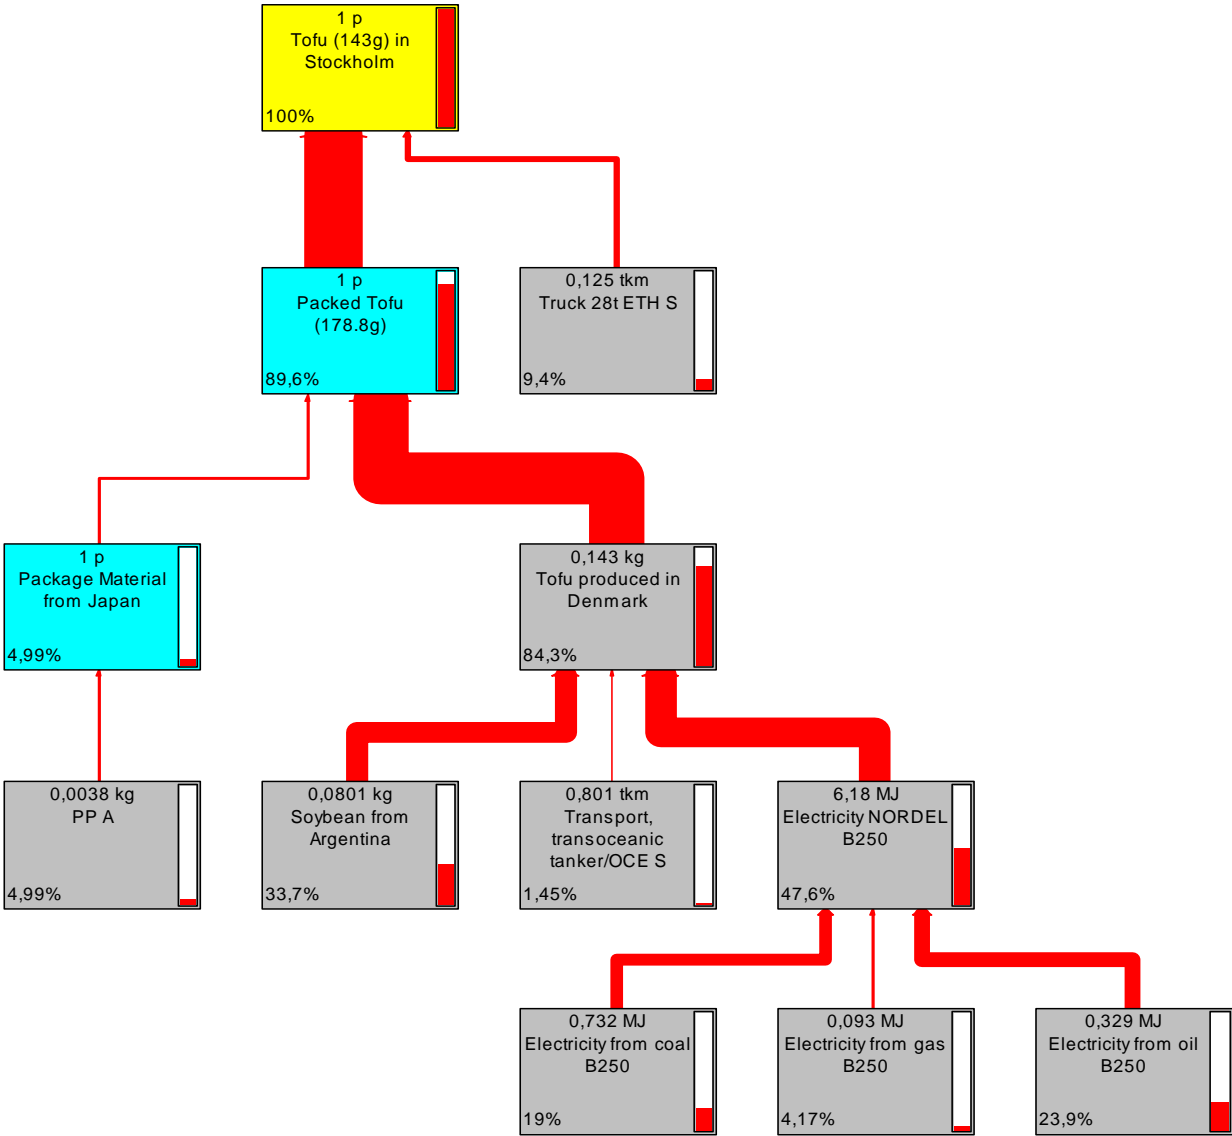 1 p
Tofu (143g) in
Stockholm
100%
1 p
Packed Tofu
(178.8g)
89,6%
0,125 tkm
Truck 28t ETH S
9,4%
1 p
Package Material
from Japan
4,99%
0,143 kg
Tofu produced in
Denmark
84,3%
0,0038 kg
PP A
4,99%
0,0801 kg
Soybean from
Argentina
33,7%
0,801 tkm
Transport,
transoceanic
tanker/OCE S
1,45%
6,18 MJ
Electricity NORDEL
B250
47,6%
0,732 MJ
Electricity from coal
B250
19%
0,093 MJ
Electricity from gas
B250
4,17%
0,329 MJ
Electricity from oil
B250
23,9%